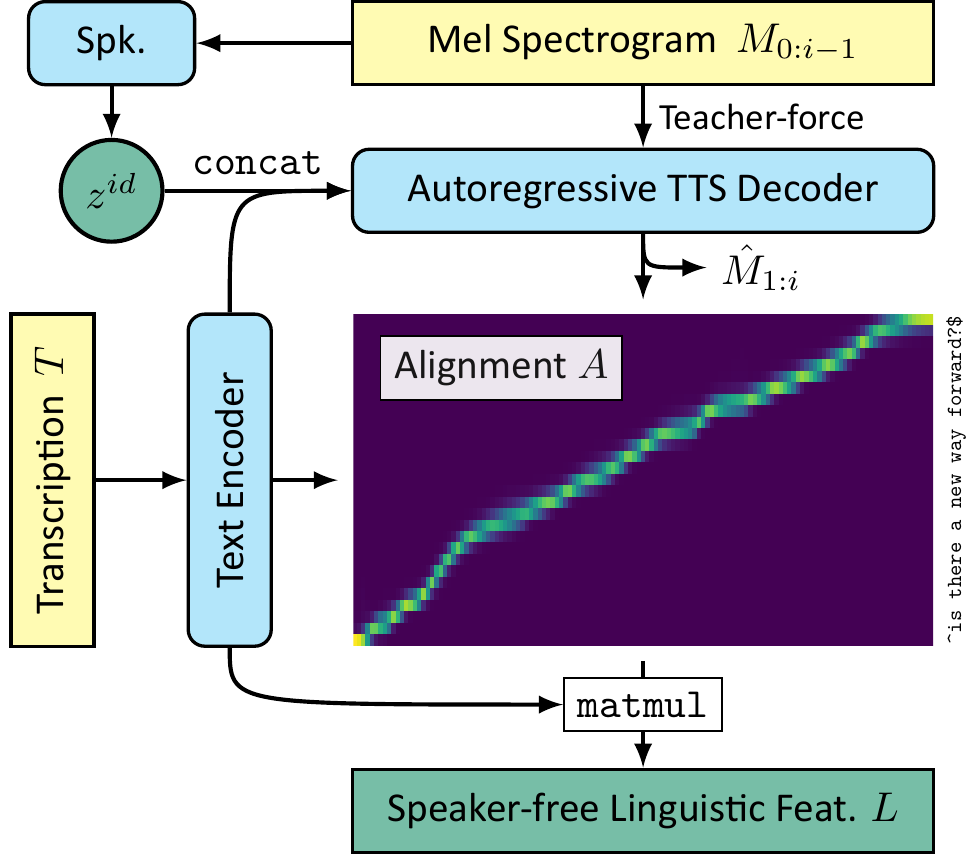 Spk.
Mel Spectrogram $M_{0:i-1}$
Teacher-force
$z^{id}$
concat
Autoregressive TTS Decoder
$\hat{M}_{1:i}$
Transcription $T$
Text Encoder
Alignment $A$
^is there a new way forward?$
matmul
Speaker-free Linguistic Feat. $L$